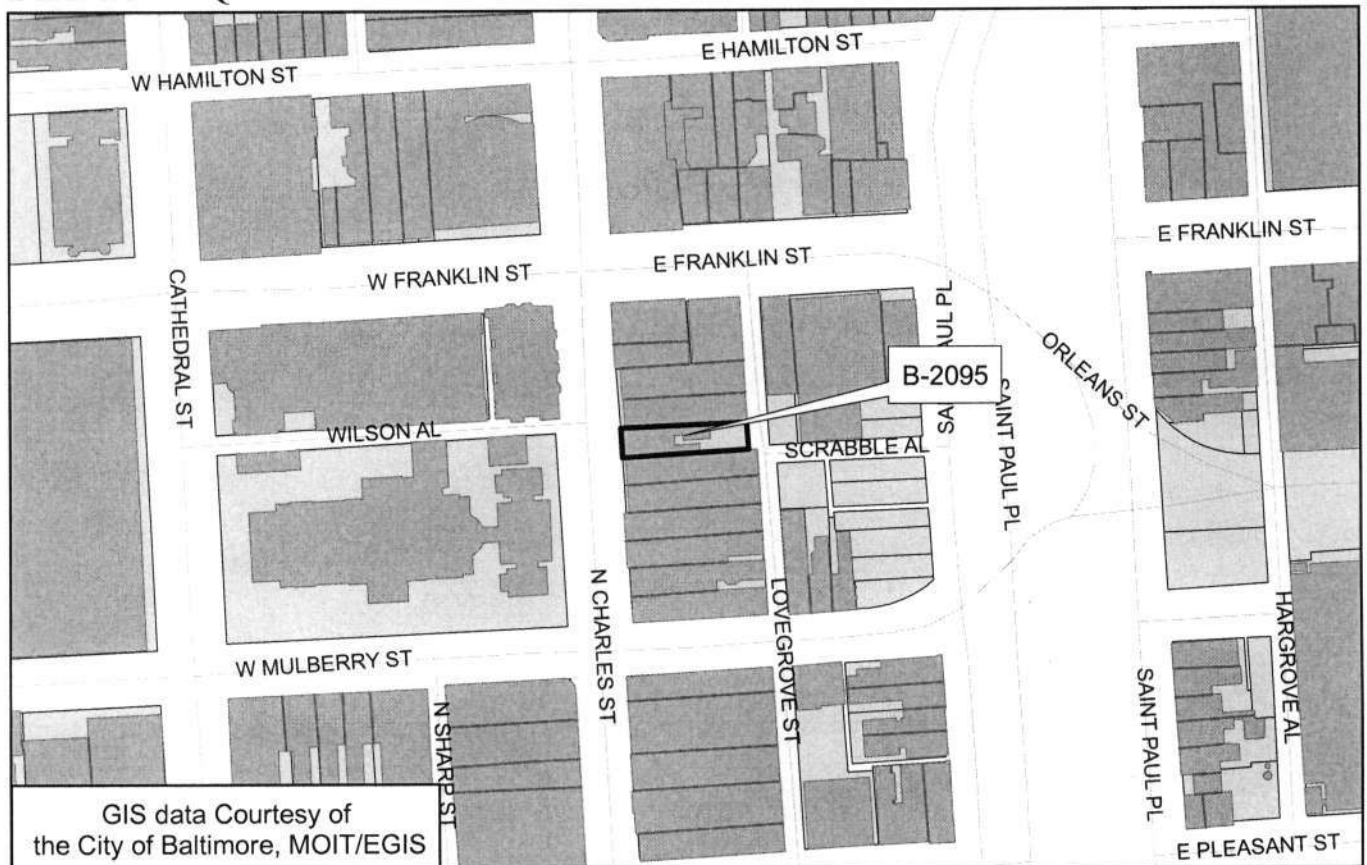 W HAMILTON ST
E HAMILTON ST
W FRANKLIN ST
E FRANKLIN ST
E FRANKLIN ST
CATHEDRAL ST
PL
ORLEANS ST
B-2095
SAINT PAUL PL
WILSON AL
SCRABBLE AL
N CHARLES ST
LOVEGROVE ST
HARGROVE AL
W MULBERRY ST
N SHARP ST
SAINT PAUL PL
GIS data Courtesy of
the City of Baltimore, MOIT/EGIS
E PLEASANT ST